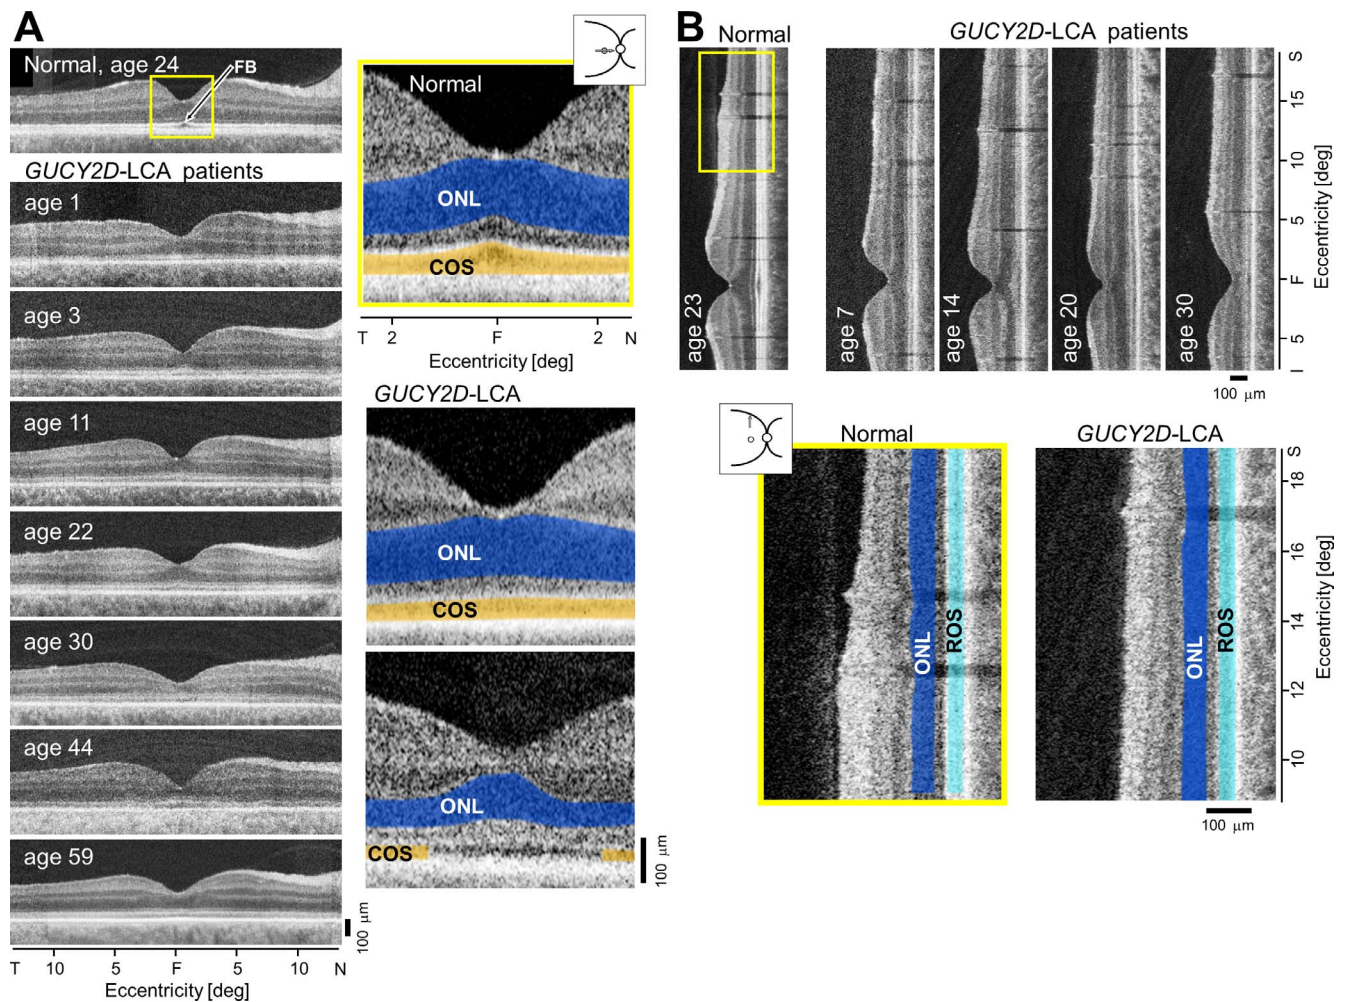 A
Normal, age 24
FB
GUCY2D-LCA patients
age 1
age 3
age 11
age 22
age 30
age 44
age 59
100 µm
T 10 5 F 5 10 N
Eccentricity [deg]
Normal
ONL
COS
T 2 F 2 N
Eccentricity [deg]
GUCY2D-LCA
ONL
COS
ONL
COS
100 µm
B
Normal
GUCY2D-LCA patients
age 23
age 7
age 14
age 20
age 30
S
15
10
5
F
5
I
Eccentricity [deg]
100 µm
Normal
GUCY2D-LCA
ONL
ROS
ONL
ROS
S
18
16
14
12
10
Eccentricity [deg]
100 µm